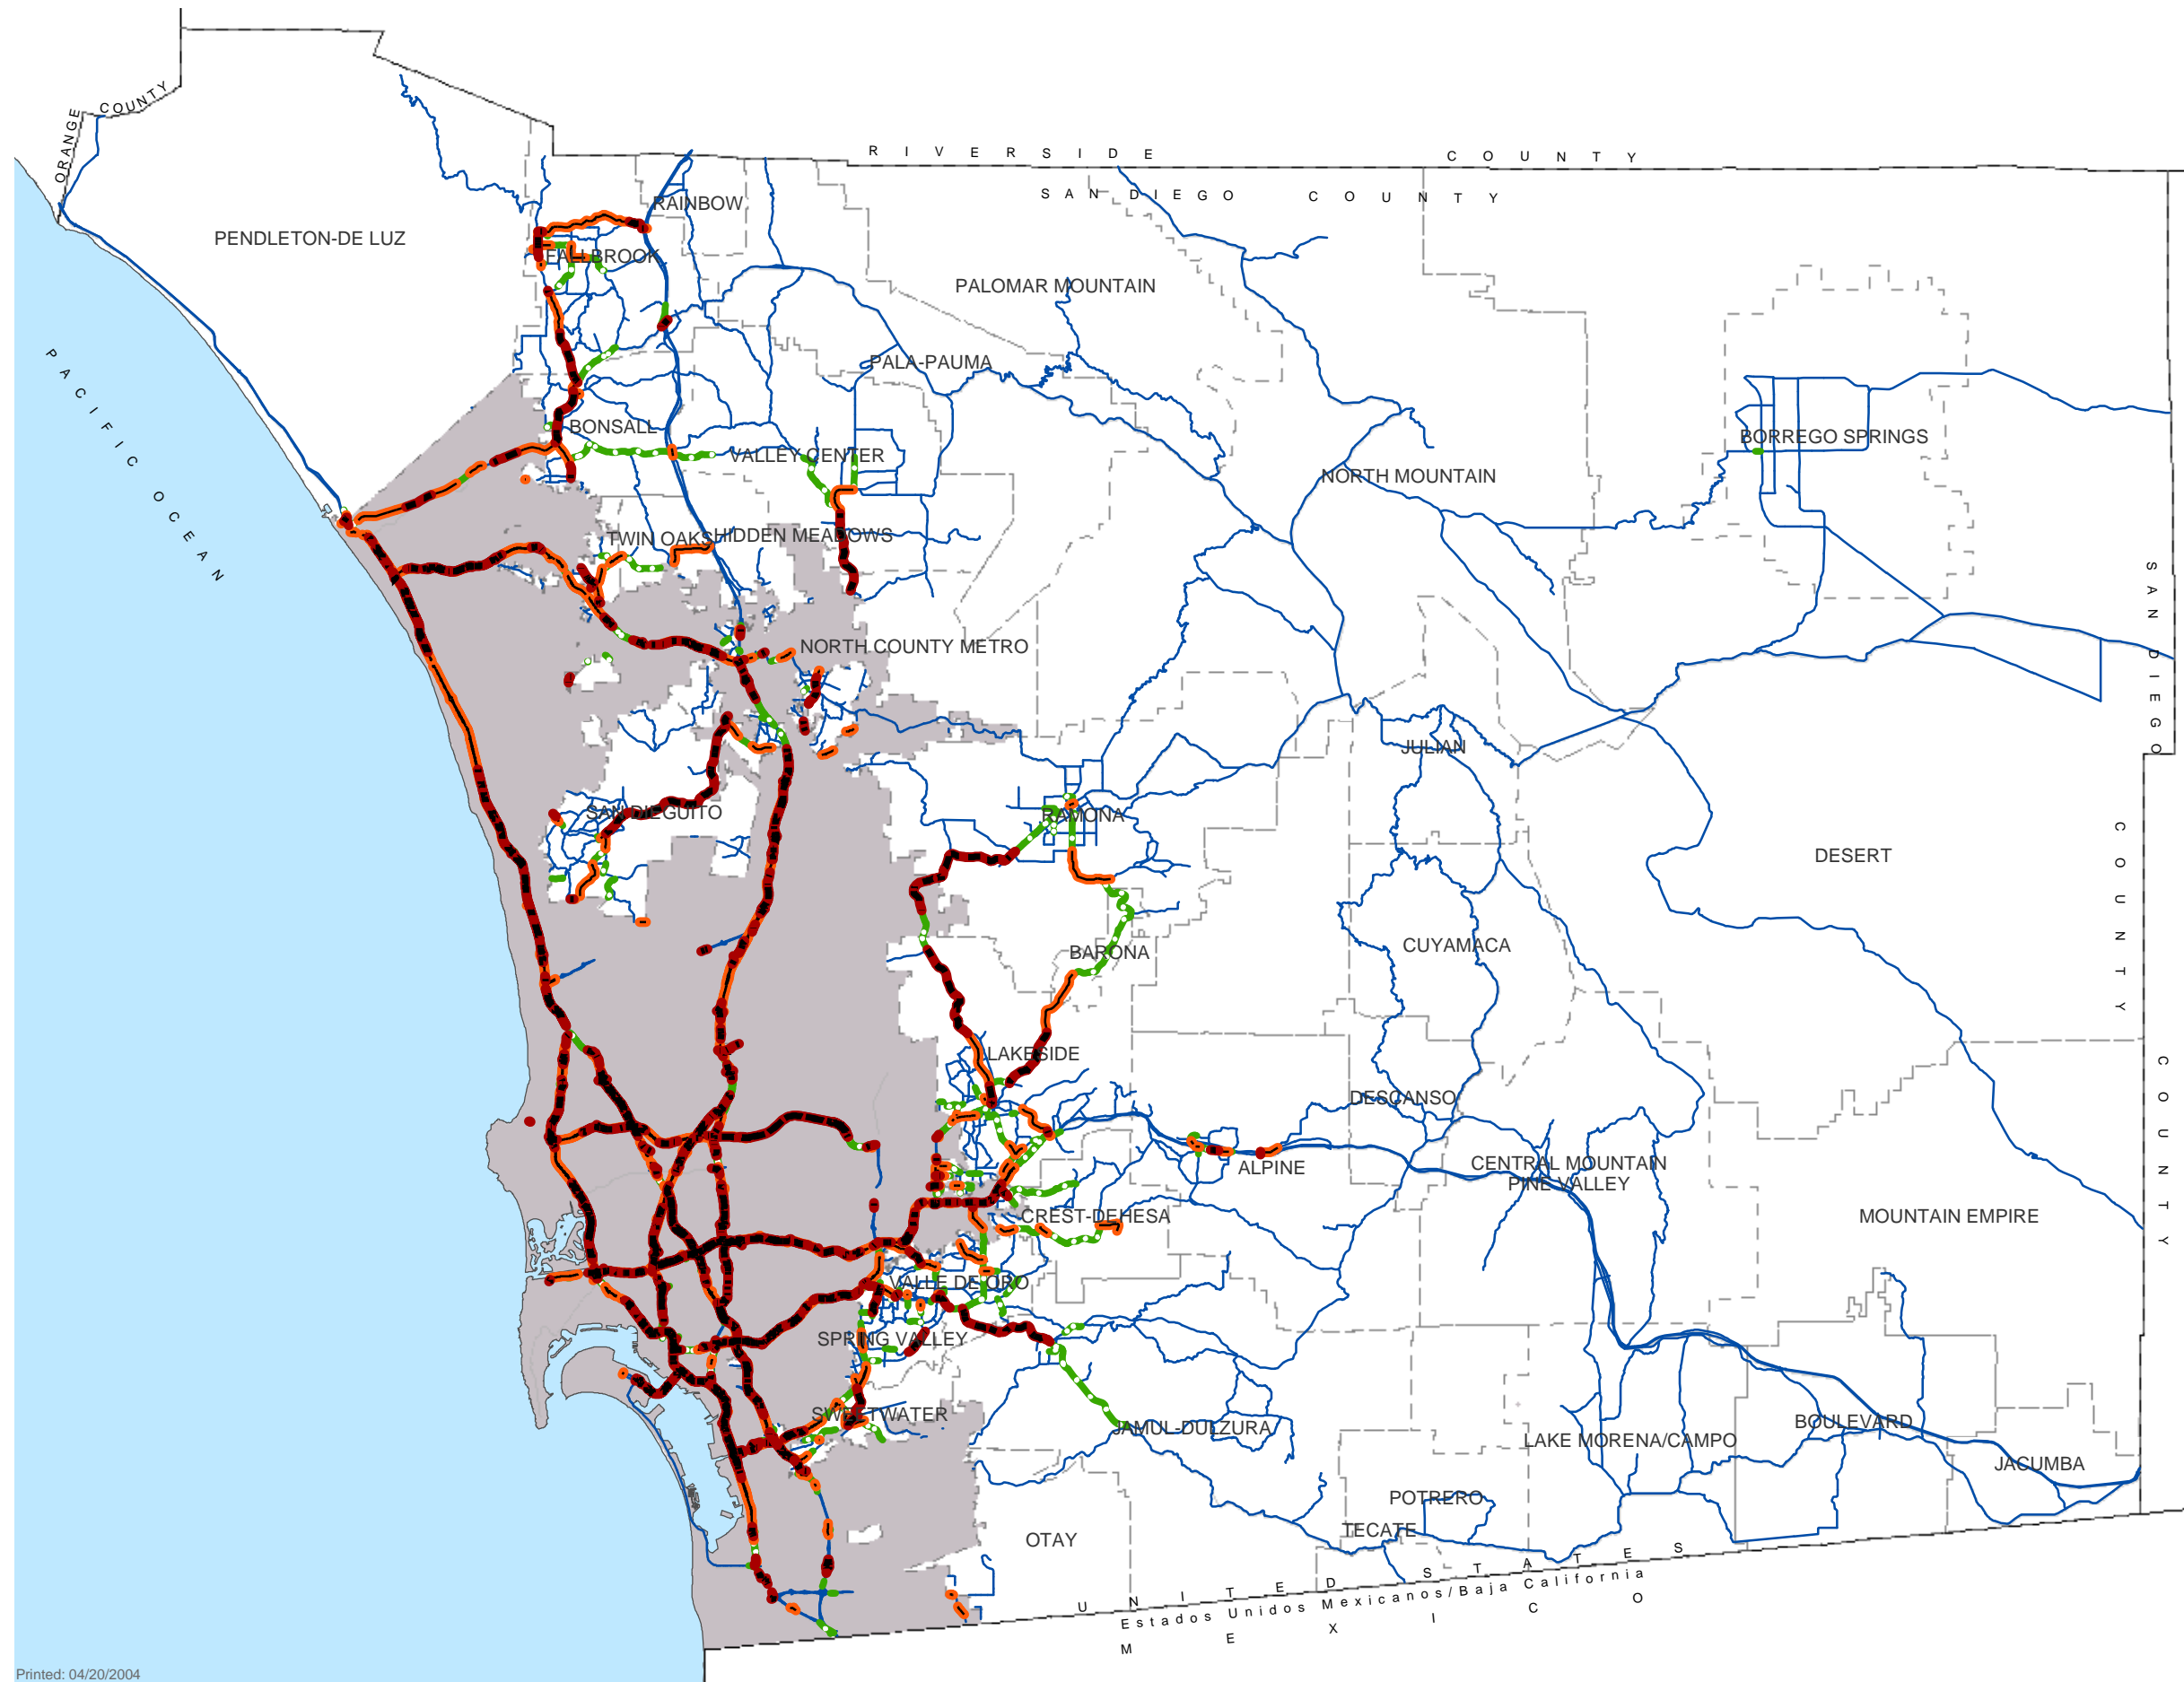 ORANGE COUNTY
RIVERSIDE COUNTY
SAN DIEGO COUNTY
RAINBOW
PENDLETON-DE LUZ
FALLBROOK
PALOMAR MOUNTAIN
PALA-PAUMA
PACIFIC OCEAN
BONSALL
BORREGO SPRINGS
VALLEY CENTER
NORTH MOUNTAIN
TWIN OAKS
HIDDEN MEADOWS
NORTH COUNTY METRO
SAN DIEGO COUNTY
JULIAN
SAN DIEGUITO
RAMONA
DESERT
CUYAMACA
BARONA
LAKESIDE
DESCANSO
COUNTY
ALPINE
CENTRAL MOUNTAIN
PINE VALLEY
CREST-DEHESA
MOUNTAIN EMPIRE
VALLE DE ORO
SPRING VALLEY
SWEETWATER
JAMUL-DULZURA
BOULEVARD
LAKE MORENA/CAMPO
JACUMBA
POTRERO
TECATE
OTAY
UNITED STATES
Estados Unidos Mexicanos/Baja California
MEXICO
Printed: 04/20/2004